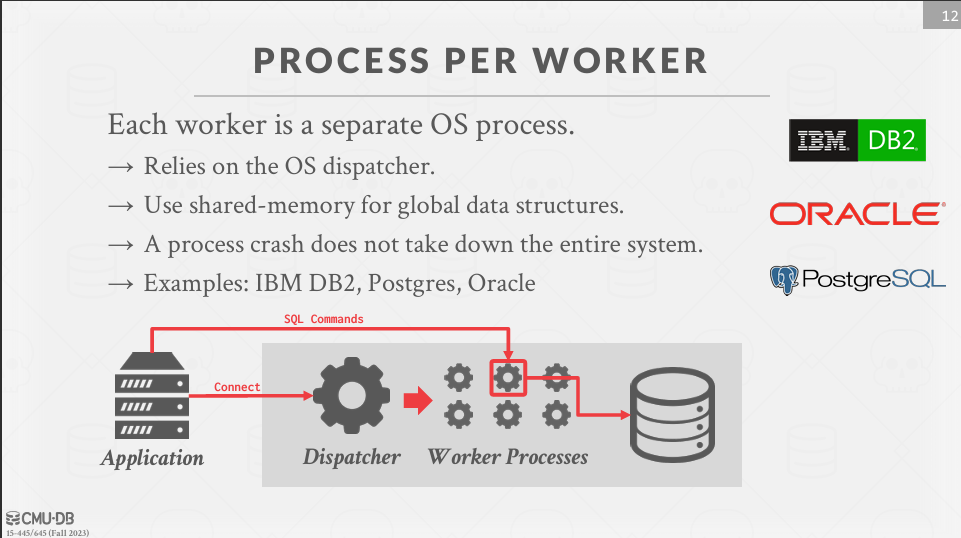 12
PROCESS PER WORKER
Each worker is a separate OS process.
→ Relies on the OS dispatcher.
→ Use shared-memory for global data structures.
→ A process crash does not take down the entire system.
→ Examples: IBM DB2, Postgres, Oracle
IBM DB2
ORACLE
PostgreSQL
SQL Commands
Connect
Application
Dispatcher
Worker Processes
CMU-DB
15-445/645 (Fall 2023)